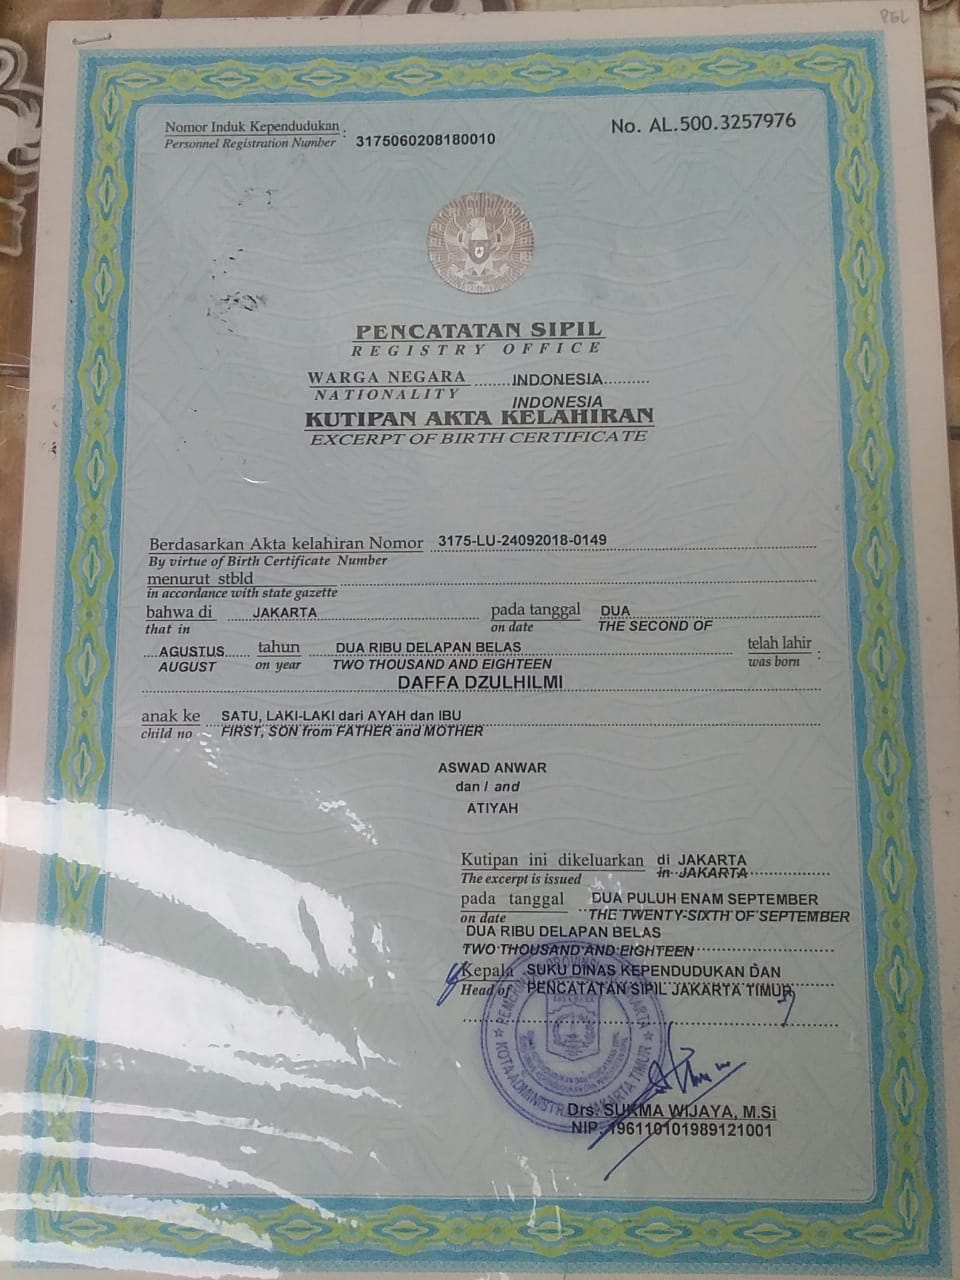 PEL
Nomor Induk Kependudukan : 3175060208180010
Personnel Registration Number
No. AL.500.3257976
PENCATATAN SIPIL
REGISTRY OFFICE
WARGA NEGARA ........INDONESIA..........
NATIONALITY INDONESIA
KUTIPAN AKTA KELAHIRAN
EXCERPT OF BIRTH CERTIFICATE
Berdasarkan Akta kelahiran Nomor 3175-LU-24092018-0149
By virtue of Birth Certificate Number
menurut stbld
in accordance with state gazette
bahwa di JAKARTA pada tanggal DUA
that in on date THE SECOND OF
AGUSTUS tahun DUA RIBU DELAPAN BELAS telah lahir :
AUGUST on year TWO THOUSAND AND EIGHTEEN was born
DAFFA DZULHILMI
anak ke SATU, LAKI-LAKI dari AYAH dan IBU
child no FIRST, SON from FATHER and MOTHER
ASWAD ANWAR
dan / and
ATIYAH
Kutipan ini dikeluarkan di JAKARTA
The excerpt is issued in JAKARTA
pada tanggal DUA PULUH ENAM SEPTEMBER
on date THE TWENTY-SIXTH OF SEPTEMBER
DUA RIBU DELAPAN BELAS
TWO THOUSAND AND EIGHTEEN
Kepala SUKU DINAS KEPENDUDUKAN DAN
Head of PENCATATAN SIPIL JAKARTA TIMUR
KOTA ADMINISTRASI JAKARTA TIMUR
Drs. SUKMA WIJAYA, M.Si
NIP. 196110101989121001